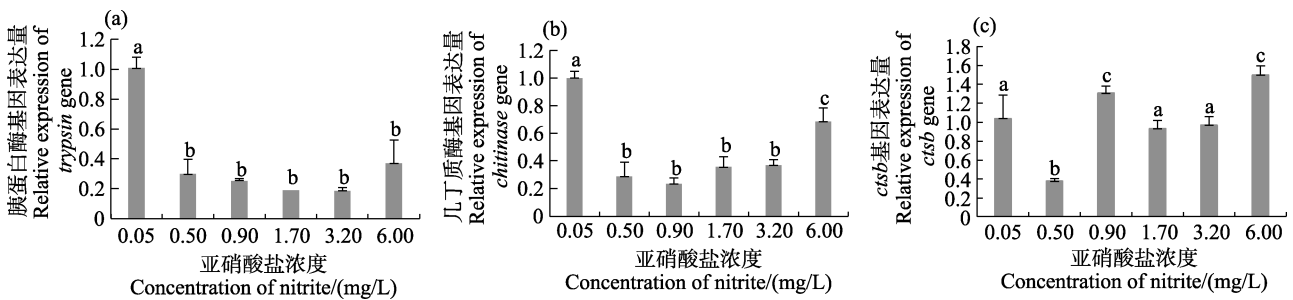 (a)
胰蛋白酶基因表达量
Relative expression of
trypsin gene
1.2
1.0
0.8
0.6
0.4
0.2
0
a
b
b
b
b
b
0.05 0.50 0.90 1.70 3.20 6.00
亚硝酸盐浓度
Concentration of nitrite/(mg/L)
(b)
几丁质酶基因表达量
Relative expression of
chitinase gene
1.2
1.0
0.8
0.6
0.4
0.2
0
a
b
b
b
b
c
0.05 0.50 0.90 1.70 3.20 6.00
亚硝酸盐浓度
Concentration of nitrite/(mg/L)
(c)
ctsb基因表达量
Relative expression of
ctsb gene
1.8
1.6
1.4
1.2
1.0
0.8
0.6
0.4
0.2
0
a
b
c
a
a
c
0.05 0.50 0.90 1.70 3.20 6.00
亚硝酸盐浓度
Concentration of nitrite/(mg/L)